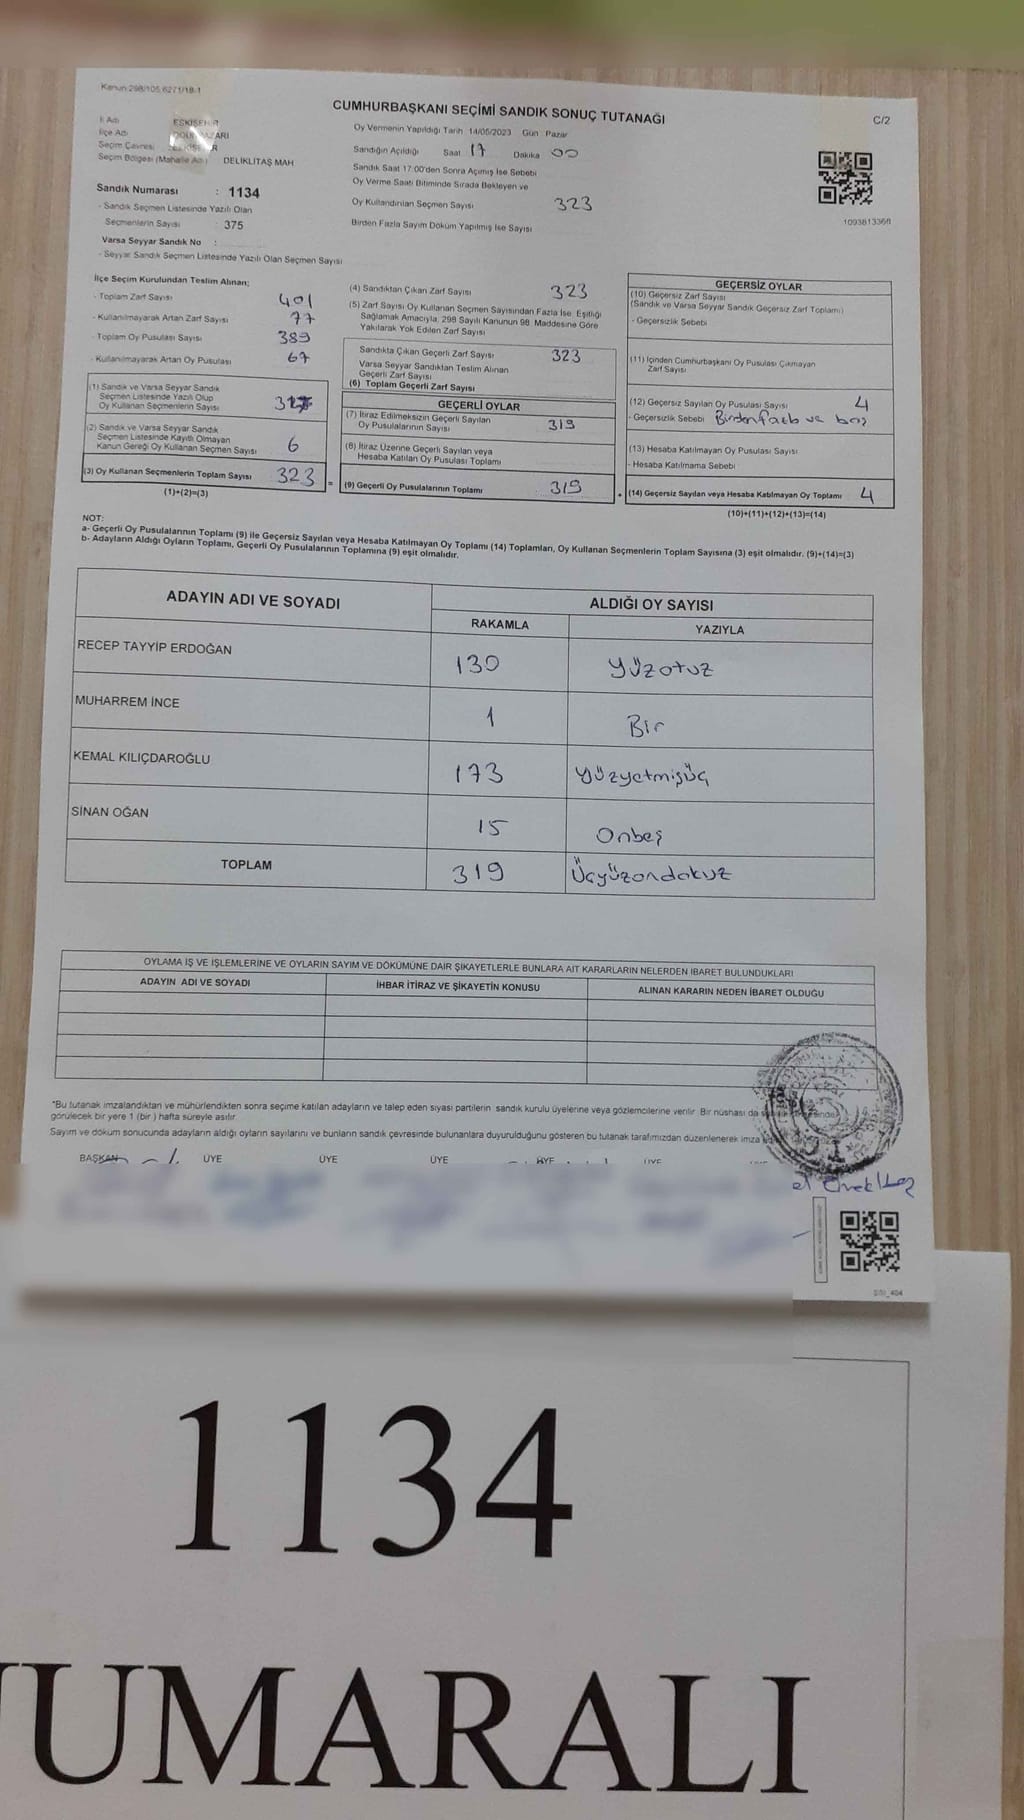 Kanun:298/105,6271/18-1
CUMHURBAŞKANI SEÇİMİ SANDIK SONUÇ TUTANAĞI
C/2
İl Adı ESKİŞEHİR
İlçe Adı
Seçim Çevresi
Seçim Bölgesi (Mahalle Adı) DELİKLİTAŞ MAH
Sandık Numarası : 1134
- Sandık Seçmen Listesinde Yazılı Olan
Seçmenlerin Sayısı : 375
Varsa Seyyar Sandık No :
- Seyyar Sandık Seçmen Listesinde Yazılı Olan Seçmen Sayısı
Oy Vermenin Yapıldığı Tarih 14/05/2023 Gün : Pazar
Sandığın Açıldığı Saat 17 Dakika 00
Sandık Saat 17:00'den Sonra Açımış İse Sebebi
Oy Verme Saati Bitiminde Sırada Bekleyen ve
Oy Kullandırılan Seçmen Sayısı 323
Birden Fazla Sayım Döküm Yapılmış İse Sayısı
1093813368
İlçe Seçim Kurulundan Teslim Alınan;
- Toplam Zarf Sayısı 401
- Kullanılmayarak Artan Zarf Sayısı 77
- Toplam Oy Pusulası Sayısı 389
- Kullanılmayarak Artan Oy Pusulası 67
(1) Sandık ve Varsa Seyyar Sandık
Seçmen Listesinde Yazılı Olup
Oy Kullanan Seçmenlerin Sayısı
(2) Sandık ve Varsa Seyyar Sandık
Seçmen Listesinde Kayıtlı Olmayan
Kanun Gereği Oy Kullanan Seçmen Sayısı 6
(3) Oy Kullanan Seçmenlerin Toplam Sayısı 323 =
(1)+(2)=(3)
(4) Sandıktan Çıkan Zarf Sayısı 323
(5) Zarf Sayısı Oy Kullanan Seçmen Sayısından Fazla İse, Eşitliği
Sağlamak Amacıyla, 298 Sayılı Kanunun 98. Maddesine Göre
Yakılarak Yok Edilen Zarf Sayısı
Sandıkta Çıkan Geçerli Zarf Sayısı 323
Varsa Seyyar Sandıktan Teslim Alınan
Geçerli Zarf Sayısı
(6) Toplam Geçerli Zarf Sayısı
GEÇERLİ OYLAR
(7) İtiraz Edilmeksizin Geçerli Sayılan
Oy Pusulalarının Sayısı 319
(8) İtiraz Üzerine Geçerli Sayılan veya
Hesaba Katılan Oy Pusulası Toplamı
(9) Geçerli Oy Pusulalarının Toplamı 319 +
GEÇERSİZ OYLAR
(10) Geçersiz Zarf Sayısı
(Sandık ve Varsa Seyyar Sandık Geçersiz Zarf Toplamı)
- Geçersizlik Sebebi
(11) İçinden Cumhurbaşkanı Oy Pusulası Çıkmayan
Zarf Sayısı
(12) Geçersiz Sayılan Oy Pusulası Sayısı 4
- Geçersizlik Sebebi Birden fazla ve boş
(13) Hesaba Katılmayan Oy Pusulası Sayısı
- Hesaba Katılmama Sebebi
(14) Geçersiz Sayılan veya Hesaba Katılmayan Oy Toplamı 4
(10)+(11)+(12)+(13)=(14)
NOT:
a- Geçerli Oy Pusulalarının Toplamı (9) ile Geçersiz Sayılan veya Hesaba Katılmayan Oy Toplamı (14) Toplamları, Oy Kullanan Seçmenlerin Toplam Sayısına (3) eşit olmalıdır. (9)+(14)=(3)
b- Adayların Aldığı Oyların Toplamı, Geçerli Oy Pusulalarının Toplamına (9) eşit olmalıdır.
ADAYIN ADI VE SOYADI ALDIĞI OY SAYISI
RAKAMLA YAZIYLA
RECEP TAYYİP ERDOĞAN 130 Yüzotuz
MUHARREM İNCE 1 Bir
KEMAL KILIÇDAROĞLU 173 Yüzyetmişüç
SİNAN OĞAN 15 Onbeş
TOPLAM 319 Üçyüzondokuz
OYLAMA İŞ VE İŞLEMLERİNE VE OYLARIN SAYIM VE DÖKÜMÜNE DAİR ŞİKAYETLERLE BUNLARA AİT KARARLARIN NELERDEN İBARET BULUNDUKLARI
ADAYIN ADI VE SOYADI İHBAR İTİRAZ VE ŞİKAYETİN KONUSU ALINAN KARARIN NEDEN İBARET OLDUĞU
*Bu tutanak imzalandıktan ve mühürlendikten sonra seçime katılan adayların ve talep eden siyasi partilerin sandık kurulu üyelerine veya gözlemcilerine verilir. Bir nüshası da
görülecek bir yere 1 (bir ) hafta süreyle asılır.
Sayım ve döküm sonucunda adayların aldığı oyların sayılarını ve bunların sandık çevresinde bulunanlara duyurulduğunu gösteren bu tutanak tarafımızdan düzenlenerek imza
BAŞKAN ÜYE ÜYE ÜYE ÜYE ÜYE
1134
UMARALI